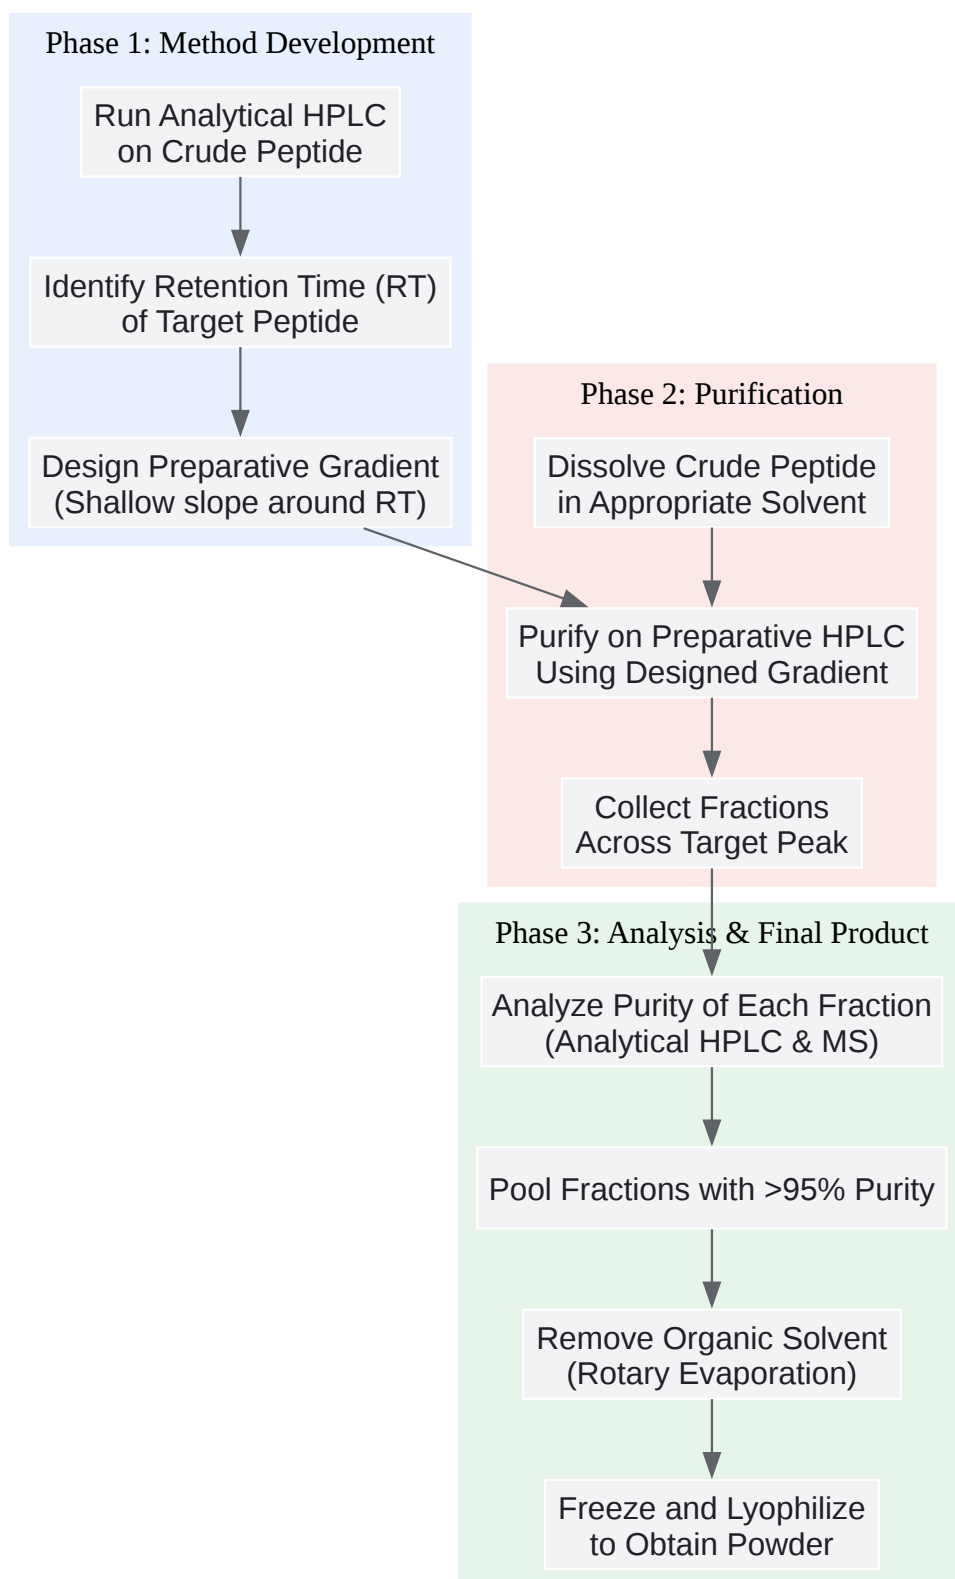 Phase 1: Method Development
Run Analytical HPLC
on Crude Peptide
Identify Retention Time (RT)
of Target Peptide
Design Preparative Gradient
(Shallow slope around RT)
Phase 2: Purification
Dissolve Crude Peptide
in Appropriate Solvent
Purify on Preparative HPLC
Using Designed Gradient
Collect Fractions
Across Target Peak
Phase 3: Analysis & Final Product
Analyze Purity of Each Fraction
(Analytical HPLC & MS)
Pool Fractions with >95% Purity
Remove Organic Solvent
(Rotary Evaporation)
Freeze and Lyophilize
to Obtain Powder